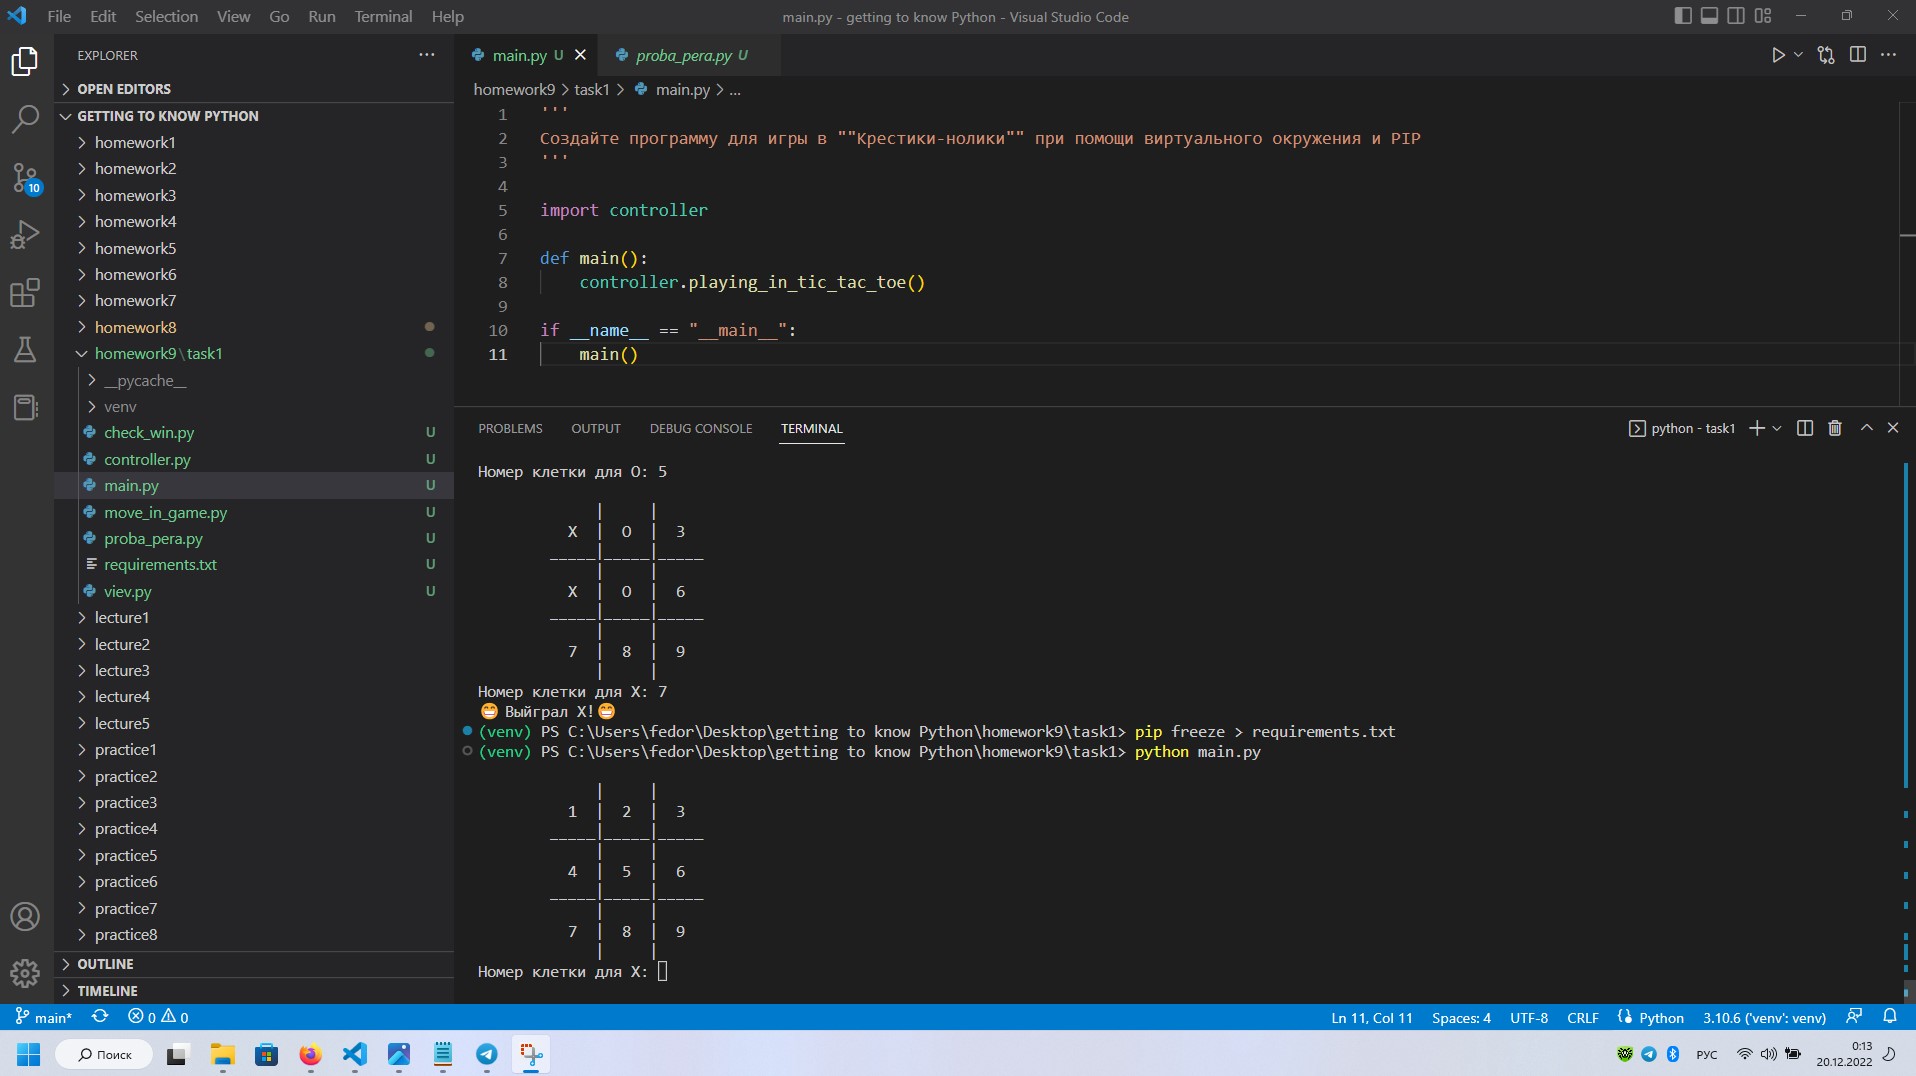 File Edit Selection View Go Run Terminal Help
main.py - getting to know Python - Visual Studio Code
EXPLORER
OPEN EDITORS
GETTING TO KNOW PYTHON
homework1
homework2
homework3
homework4
homework5
homework6
homework7
homework8
homework9\task1
__pycache__
venv
check_win.py U
controller.py U
main.py U
move_in_game.py U
proba_pera.py U
requirements.txt U
viev.py U
lecture1
lecture2
lecture3
lecture4
lecture5
practice1
practice2
practice3
practice4
practice5
practice6
practice7
practice8
OUTLINE
TIMELINE
10
main.py U
proba_pera.py U
homework9 > task1 > main.py > ...
1 '''
2 Создайте программу для игры в ""Крестики-нолики"" при помощи виртуального окружения и PIP
3 '''
4
5 import controller
6
7 def main():
8 controller.playing_in_tic_tac_toe()
9
10 if __name__ == "__main__":
11 main()
PROBLEMS OUTPUT DEBUG CONSOLE TERMINAL
python - task1
Номер клетки для O: 5
     |     |
  X  |  O  |  3
_____|_____|_____
     |     |
  X  |  O  |  6
_____|_____|_____
     |     |
  7  |  8  |  9
     |     |
Номер клетки для X: 7
😁 Выйграл X!😁
(venv) PS C:\Users\fedor\Desktop\getting to know Python\homework9\task1> pip freeze > requirements.txt
(venv) PS C:\Users\fedor\Desktop\getting to know Python\homework9\task1> python main.py
     |     |
  1  |  2  |  3
_____|_____|_____
     |     |
  4  |  5  |  6
_____|_____|_____
     |     |
  7  |  8  |  9
     |     |
Номер клетки для X:
main* 0 0
Ln 11, Col 11 Spaces: 4 UTF-8 CRLF Python 3.10.6 ('venv': venv)
Поиск
РУС
0:13
20.12.2022